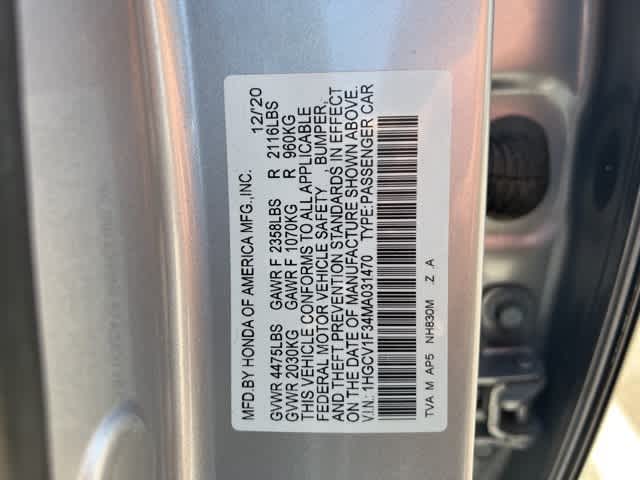 MFD.BY HONDA OF AMERICA MFG.,INC. 12/'20
GVWR 4475LBS GAWR F 2358LBS R 2116LBS
GVWR 2030KG GAWR F 1070KG R 960KG
THIS VEHICLE CONFORMS TO ALL APPLICABLE
FEDERAL MOTOR VEHICLE SAFETY , BUMPER,
AND THEFT PREVENTION STANDARDS IN EFFECT
ON THE DATE OF MANUFACTURE SHOWN ABOVE.
V.I.N.: 1HGCV1F34MA031470 TYPE:PASSENGER CAR
TVA M AP5 NH830M Z A